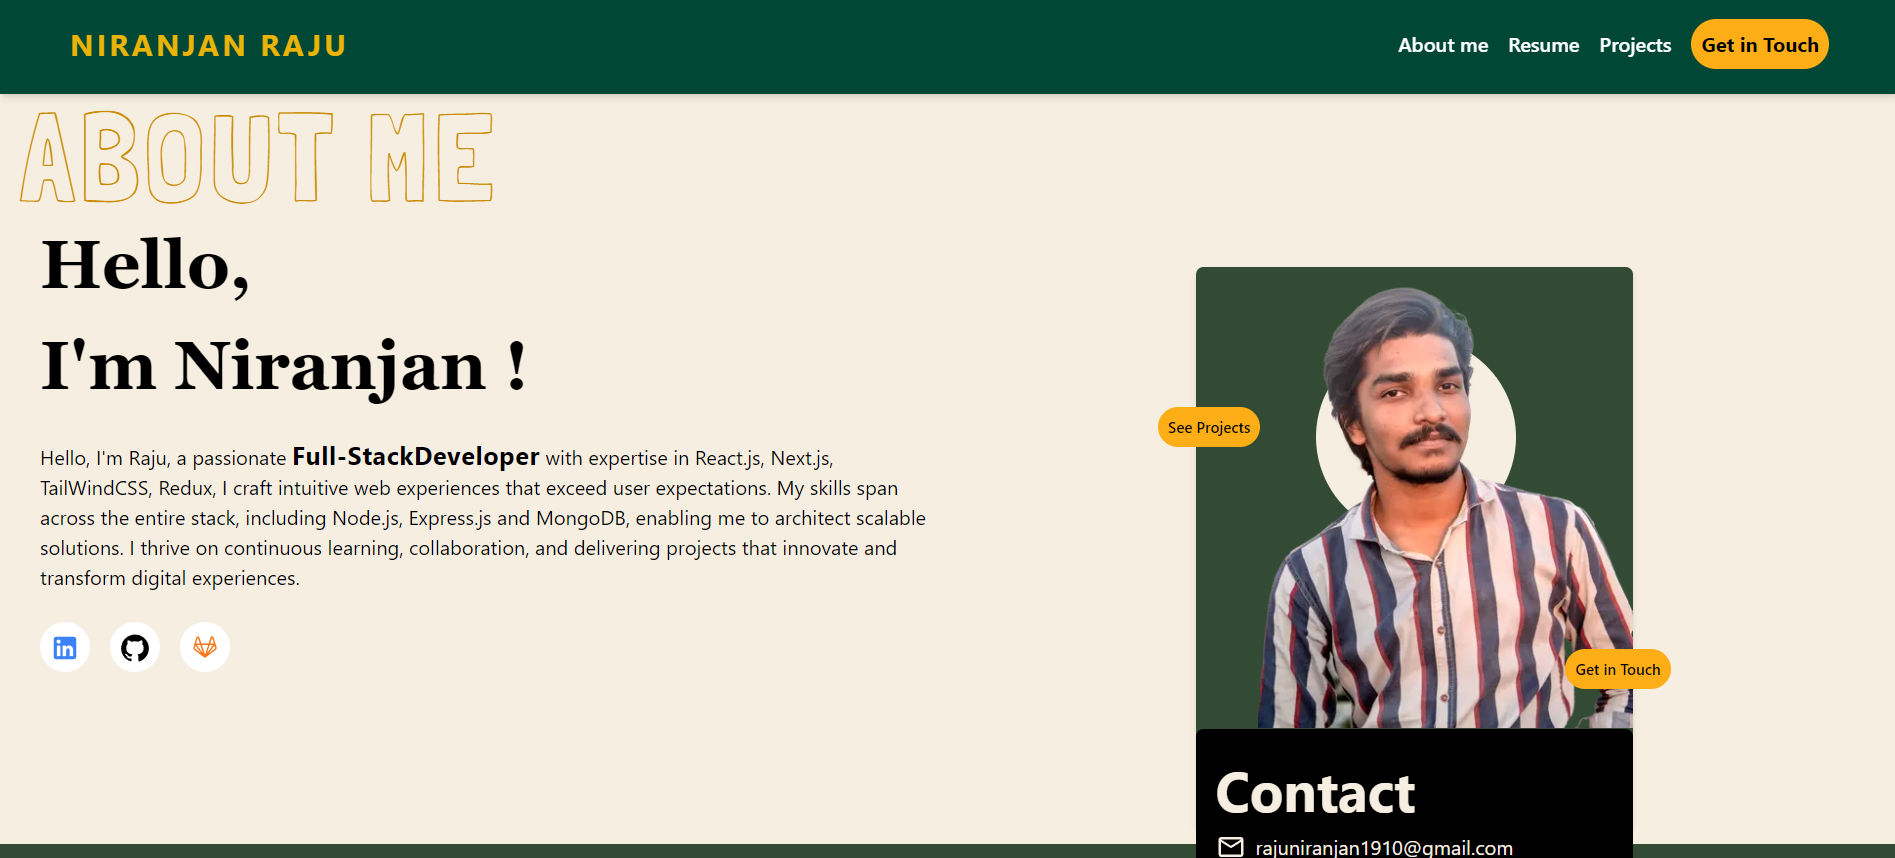 NIRANJAN RAJU
About me
Resume
Projects
Get in Touch
ABOUT ME
Hello,
I'm Niranjan !
Hello, I'm Raju, a passionate Full-StackDeveloper with expertise in React.js, Next.js,
TailWindCSS, Redux, I craft intuitive web experiences that exceed user expectations. My skills span
across the entire stack, including Node.js, Express.js and MongoDB, enabling me to architect scalable
solutions. I thrive on continuous learning, collaboration, and delivering projects that innovate and
transform digital experiences.
in
See Projects
Get in Touch
Contact
rajuniranjan1910@gmail.com